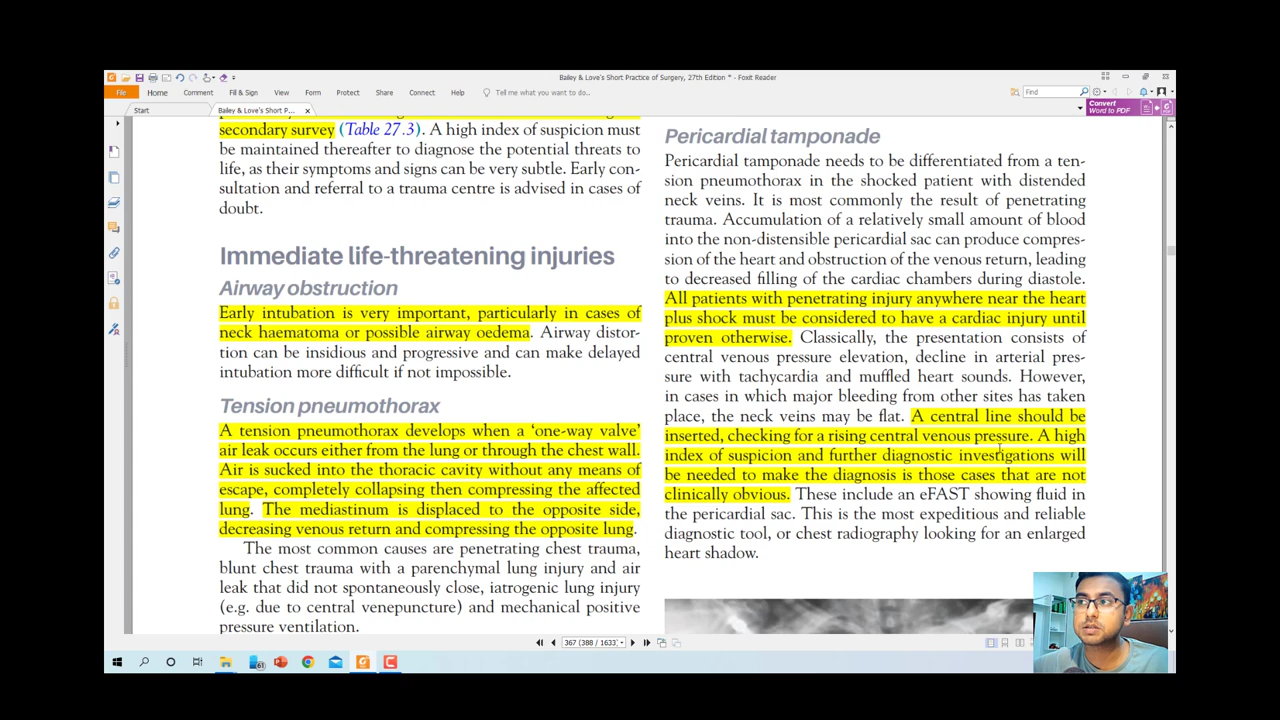 Bailey & Love's Short Practice of Surgery, 27th Edition * - Foxit Reader
File
Home
Comment
Fill & Sign
View
Form
Protect
Share
Connect
Help
Tell me what you want to do...
Find
Start
Bailey & Love's Short P...
Convert
Word to PDF
secondary survey (Table 27.3). A high index of suspicion must
be maintained thereafter to diagnose the potential threats to
life, as their symptoms and signs can be very subtle. Early con-
sultation and referral to a trauma centre is advised in cases of
doubt.
Immediate life-threatening injuries
Airway obstruction
Early intubation is very important, particularly in cases of
neck haematoma or possible airway oedema. Airway distor-
tion can be insidious and progressive and can make delayed
intubation more difficult if not impossible.
Tension pneumothorax
A tension pneumothorax develops when a 'one-way valve'
air leak occurs either from the lung or through the chest wall.
Air is sucked into the thoracic cavity without any means of
escape, completely collapsing then compressing the affected
lung. The mediastinum is displaced to the opposite side,
decreasing venous return and compressing the opposite lung.
The most common causes are penetrating chest trauma,
blunt chest trauma with a parenchymal lung injury and air
leak that did not spontaneously close, iatrogenic lung injury
(e.g. due to central venepuncture) and mechanical positive
pressure ventilation.
Pericardial tamponade
Pericardial tamponade needs to be differentiated from a ten-
sion pneumothorax in the shocked patient with distended
neck veins. It is most commonly the result of penetrating
trauma. Accumulation of a relatively small amount of blood
into the non-distensible pericardial sac can produce compres-
sion of the heart and obstruction of the venous return, leading
to decreased filling of the cardiac chambers during diastole.
All patients with penetrating injury anywhere near the heart
plus shock must be considered to have a cardiac injury until
proven otherwise. Classically, the presentation consists of
central venous pressure elevation, decline in arterial pres-
sure with tachycardia and muffled heart sounds. However,
in cases in which major bleeding from other sites has taken
place, the neck veins may be flat. A central line should be
inserted, checking for a rising central venous pressure. A high
index of suspicion and further diagnostic investigations will
be needed to make the diagnosis is those cases that are not
clinically obvious. These include an eFAST showing fluid in
the pericardial sac. This is the most expeditious and reliable
diagnostic tool, or chest radiography looking for an enlarged
heart shadow.
367 (388 / 1633)
61